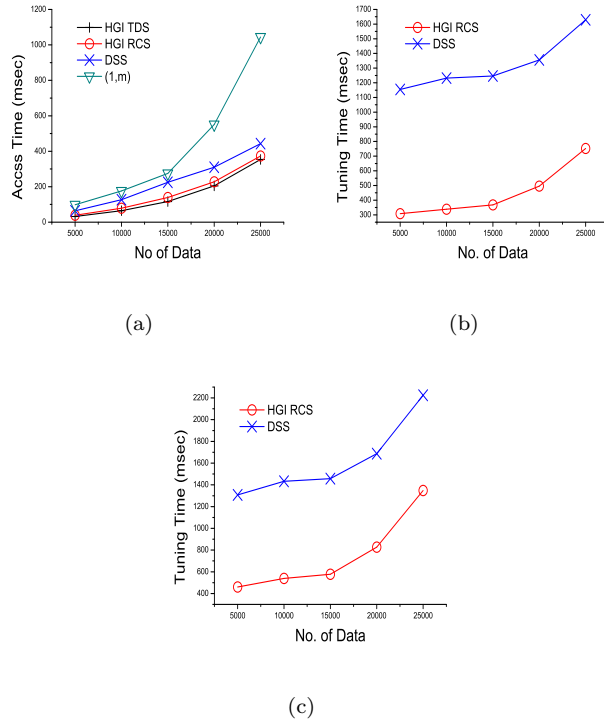 1200
1000
800
600
400
200
0
Accss Time (msec)
HGI TDS
HGI RCS
DSS
(1,m)
5000 10000 15000 20000 25000
No of Data
(a)
1700
1600
1500
1400
1300
1200
1100
1000
900
800
700
600
500
400
300
Tuning Time (msec)
HGI RCS
DSS
5000 10000 15000 20000 25000
No. of Data
(b)
2200
2000
1800
1600
1400
1200
1000
800
600
400
Tuning Time (msec)
HGI RCS
DSS
5000 10000 15000 20000 25000
No. of Data
(c)